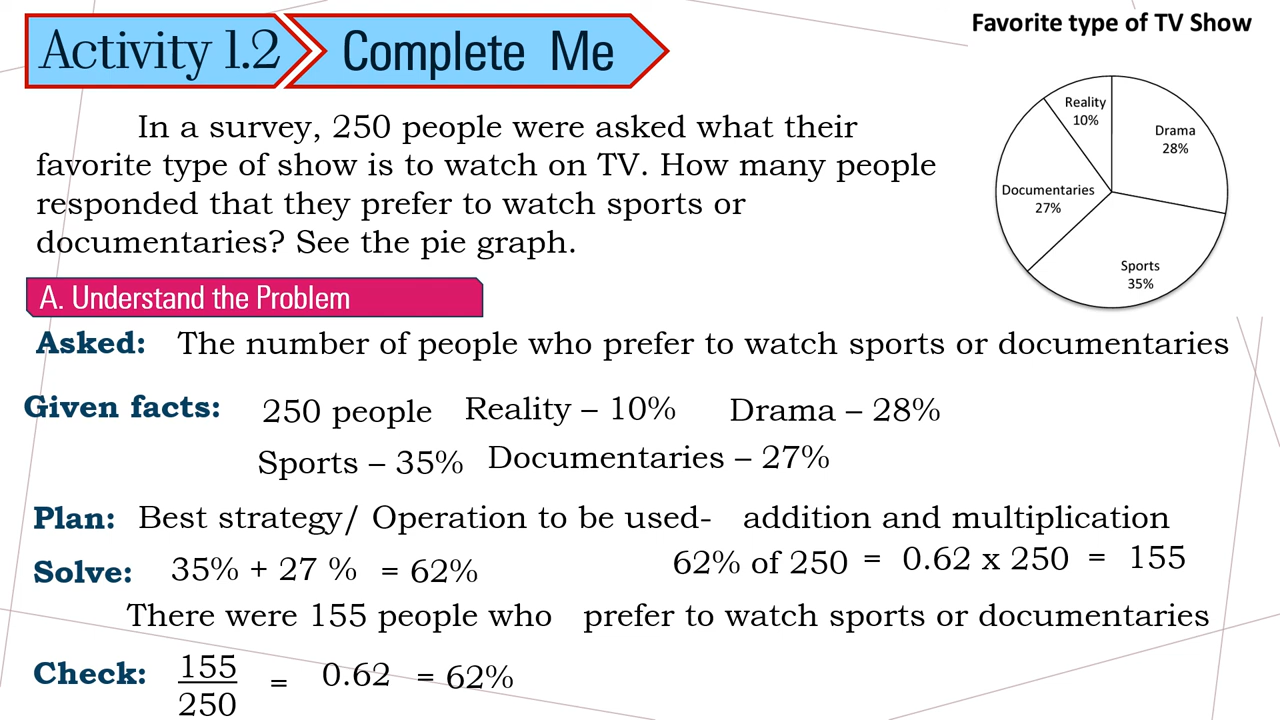 Activity 1.2 Complete Me
Favorite type of TV Show
Reality
10%
Drama
28%
Documentaries
27%
Sports
35%
In a survey, 250 people were asked what their
favorite type of show is to watch on TV. How many people
responded that they prefer to watch sports or
documentaries? See the pie graph.
A. Understand the Problem
Asked: The number of people who prefer to watch sports or documentaries
Given facts: 250 people Reality – 10% Drama – 28%
Sports – 35% Documentaries – 27%
Plan: Best strategy/ Operation to be used- addition and multiplication
Solve: 35% + 27 % = 62% 62% of 250 = 0.62 x 250 = 155
There were 155 people who prefer to watch sports or documentaries
Check: 155
250 = 0.62 = 62%